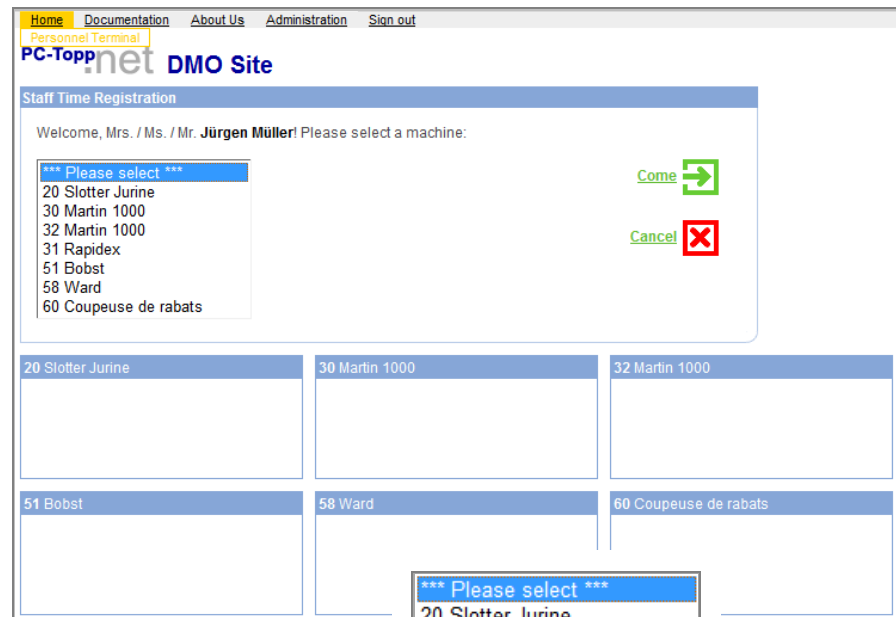 Home Documentation About Us Administration Sign out
Personnel Terminal
PC-Topp.net DMO Site
Staff Time Registration
Welcome, Mrs. / Ms. / Mr. Jürgen Müller! Please select a machine:
*** Please select ***
20 Slotter Jurine
30 Martin 1000
32 Martin 1000
31 Rapidex
51 Bobst
58 Ward
60 Coupeuse de rabats
Come
Cancel
20 Slotter Jurine 30 Martin 1000 32 Martin 1000
51 Bobst 58 Ward 60 Coupeuse de rabats
*** Please select ***
20 Slotter Jurine